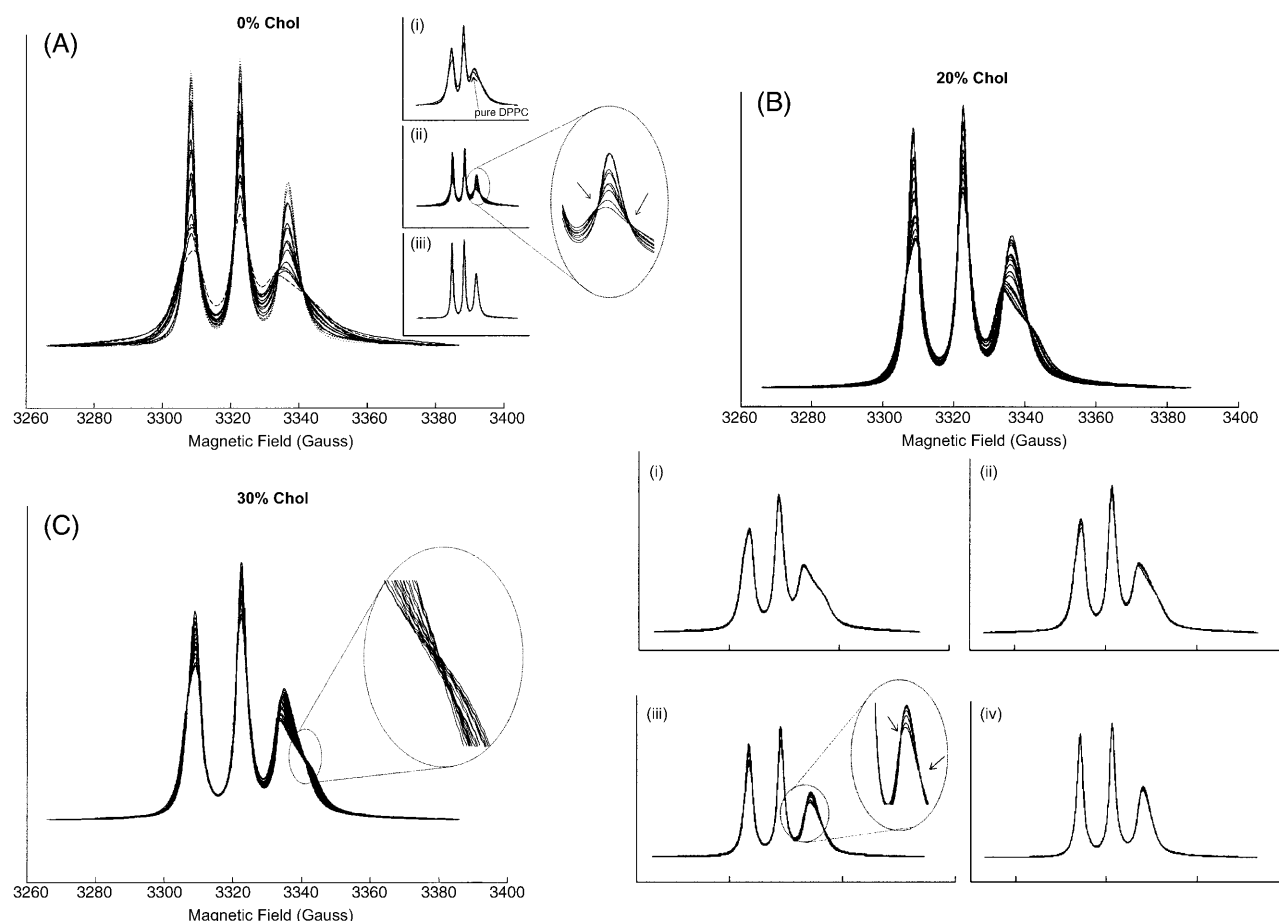 (A)
0% Chol
(i)
pure DPPC
(ii)
(iii)
3260 3280 3300 3320 3340 3360 3380 3400
Magnetic Field (Gauss)
20% Chol
(B)
3260 3280 3300 3320 3340 3360 3380 3400
Magnetic Field (Gauss)
(i)
(ii)
(iii)
(iv)
30% Chol
(C)
3260 3280 3300 3320 3340 3360 3380 3400
Magnetic Field (Gauss)